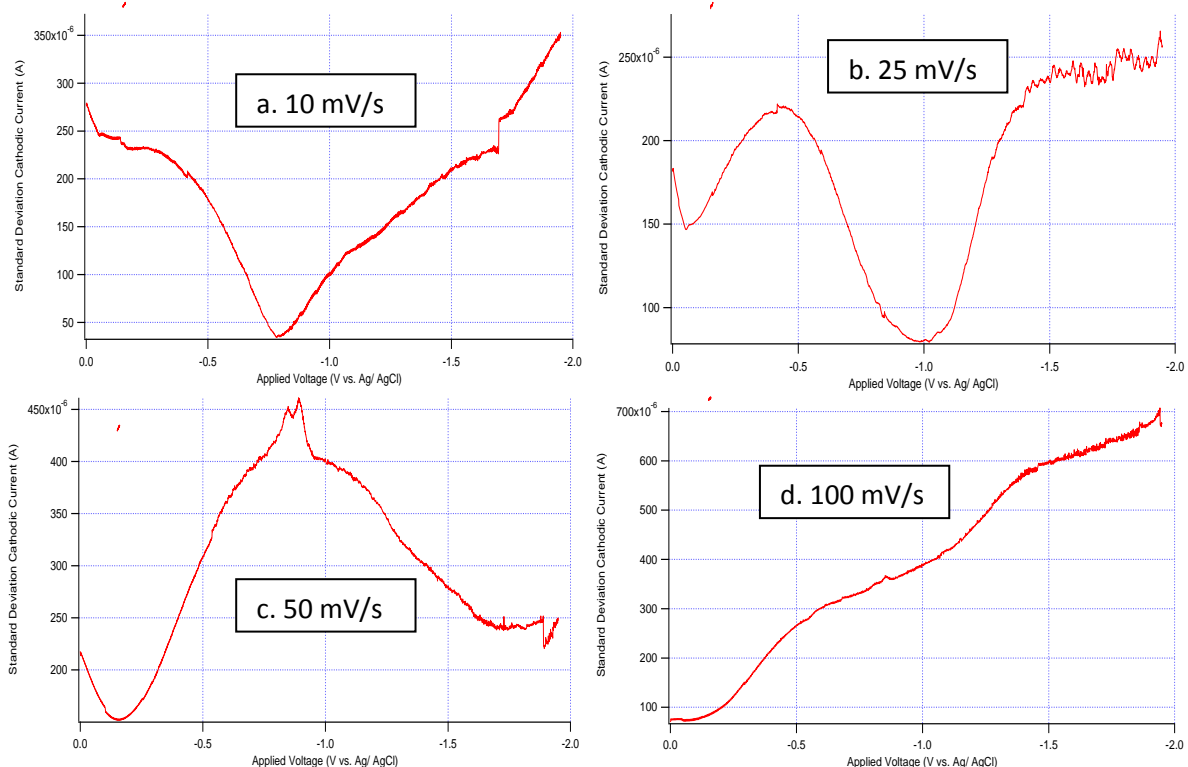 Standard Deviation Cathodic Current (A)
350x10-6
300
250
200
150
100
50
a. 10 mV/s
0.0 -0.5 -1.0 -1.5 -2.0
Applied Voltage (V vs. Ag/ AgCl)
Standard Deviation Cathodic Current (A)
250x10-6
200
150
100
b. 25 mV/s
0.0 -0.5 -1.0 -1.5 -2.0
Applied Voltage (V vs. Ag/ AgCl)
Standard Deviation Cathodic Current (A)
450x10-6
400
350
300
250
200
c. 50 mV/s
0.0 -0.5 -1.0 -1.5 -2.0
Applied Voltage (V vs. Ag/ AgCl)
Standard Deviation Cathodic Current (A)
700x10-6
600
500
400
300
200
100
d. 100 mV/s
0.0 -0.5 -1.0 -1.5 -2.0
Applied Voltage (V vs. Ag/ AgCl)